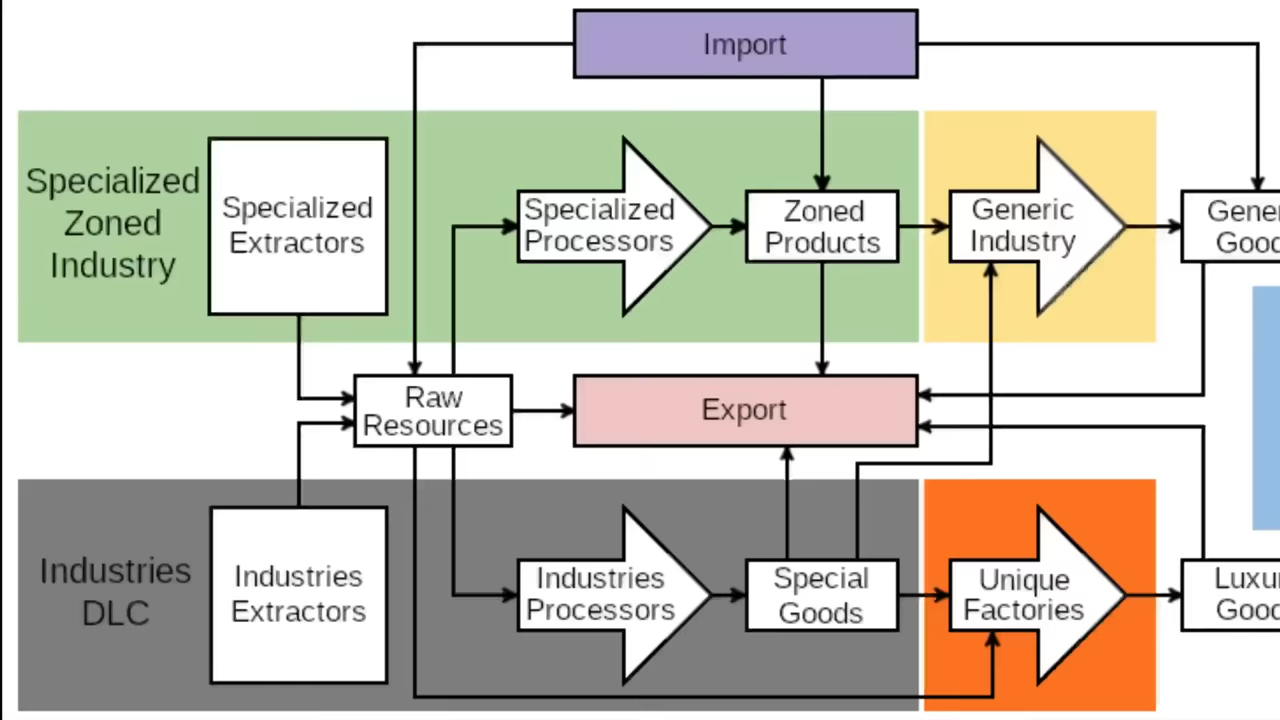 Import
Specialized
Zoned
Industry
Specialized
Extractors
Specialized
Processors
Zoned
Products
Generic
Industry
Raw
Resources
Export
Industries
DLC
Industries
Extractors
Industries
Processors
Special
Goods
Unique
Factories